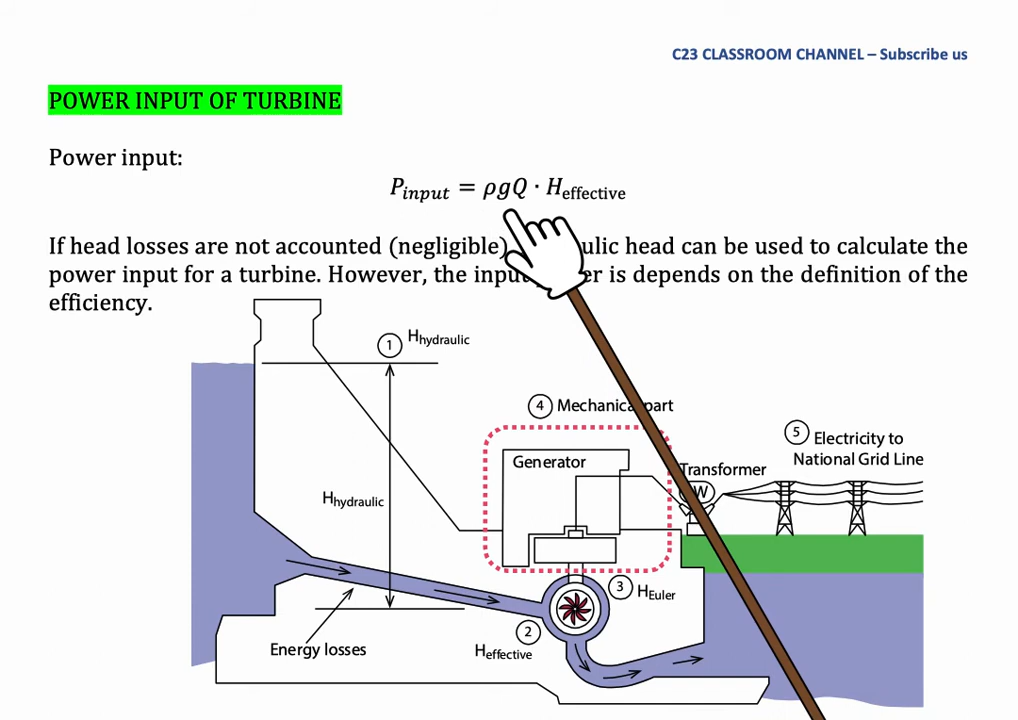 C23 CLASSROOM CHANNEL – Subscribe us
POWER INPUT OF TURBINE
Power input:
P_input = ρgQ · H_effective
If head losses are not accounted (negligible) ulic head can be used to calculate the
power input for a turbine. However, the input er is depends on the definition of the
efficiency.
1 H_hydraulic
4 Mechanical part
5 Electricity to
National Grid Line
Generator
Transformer
H_hydraulic
3 H_Euler
2
H_effective
Energy losses